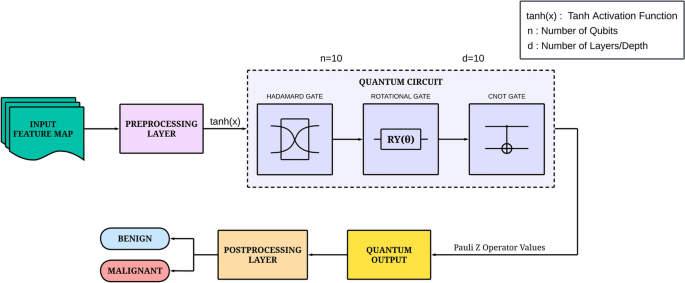 tanh(x) : Tanh Activation Function
n : Number of Qubits
d : Number of Layers/Depth
n=10
d=10
QUANTUM CIRCUIT
HADAMARD GATE
ROTATIONAL GATE
CNOT GATE
INPUT
FEATURE MAP
PREPROCESSING
LAYER
tanh(x)
RY(θ)
BENIGN
MALIGNANT
POSTPROCESSING
LAYER
QUANTUM
OUTPUT
Pauli Z Operator Values